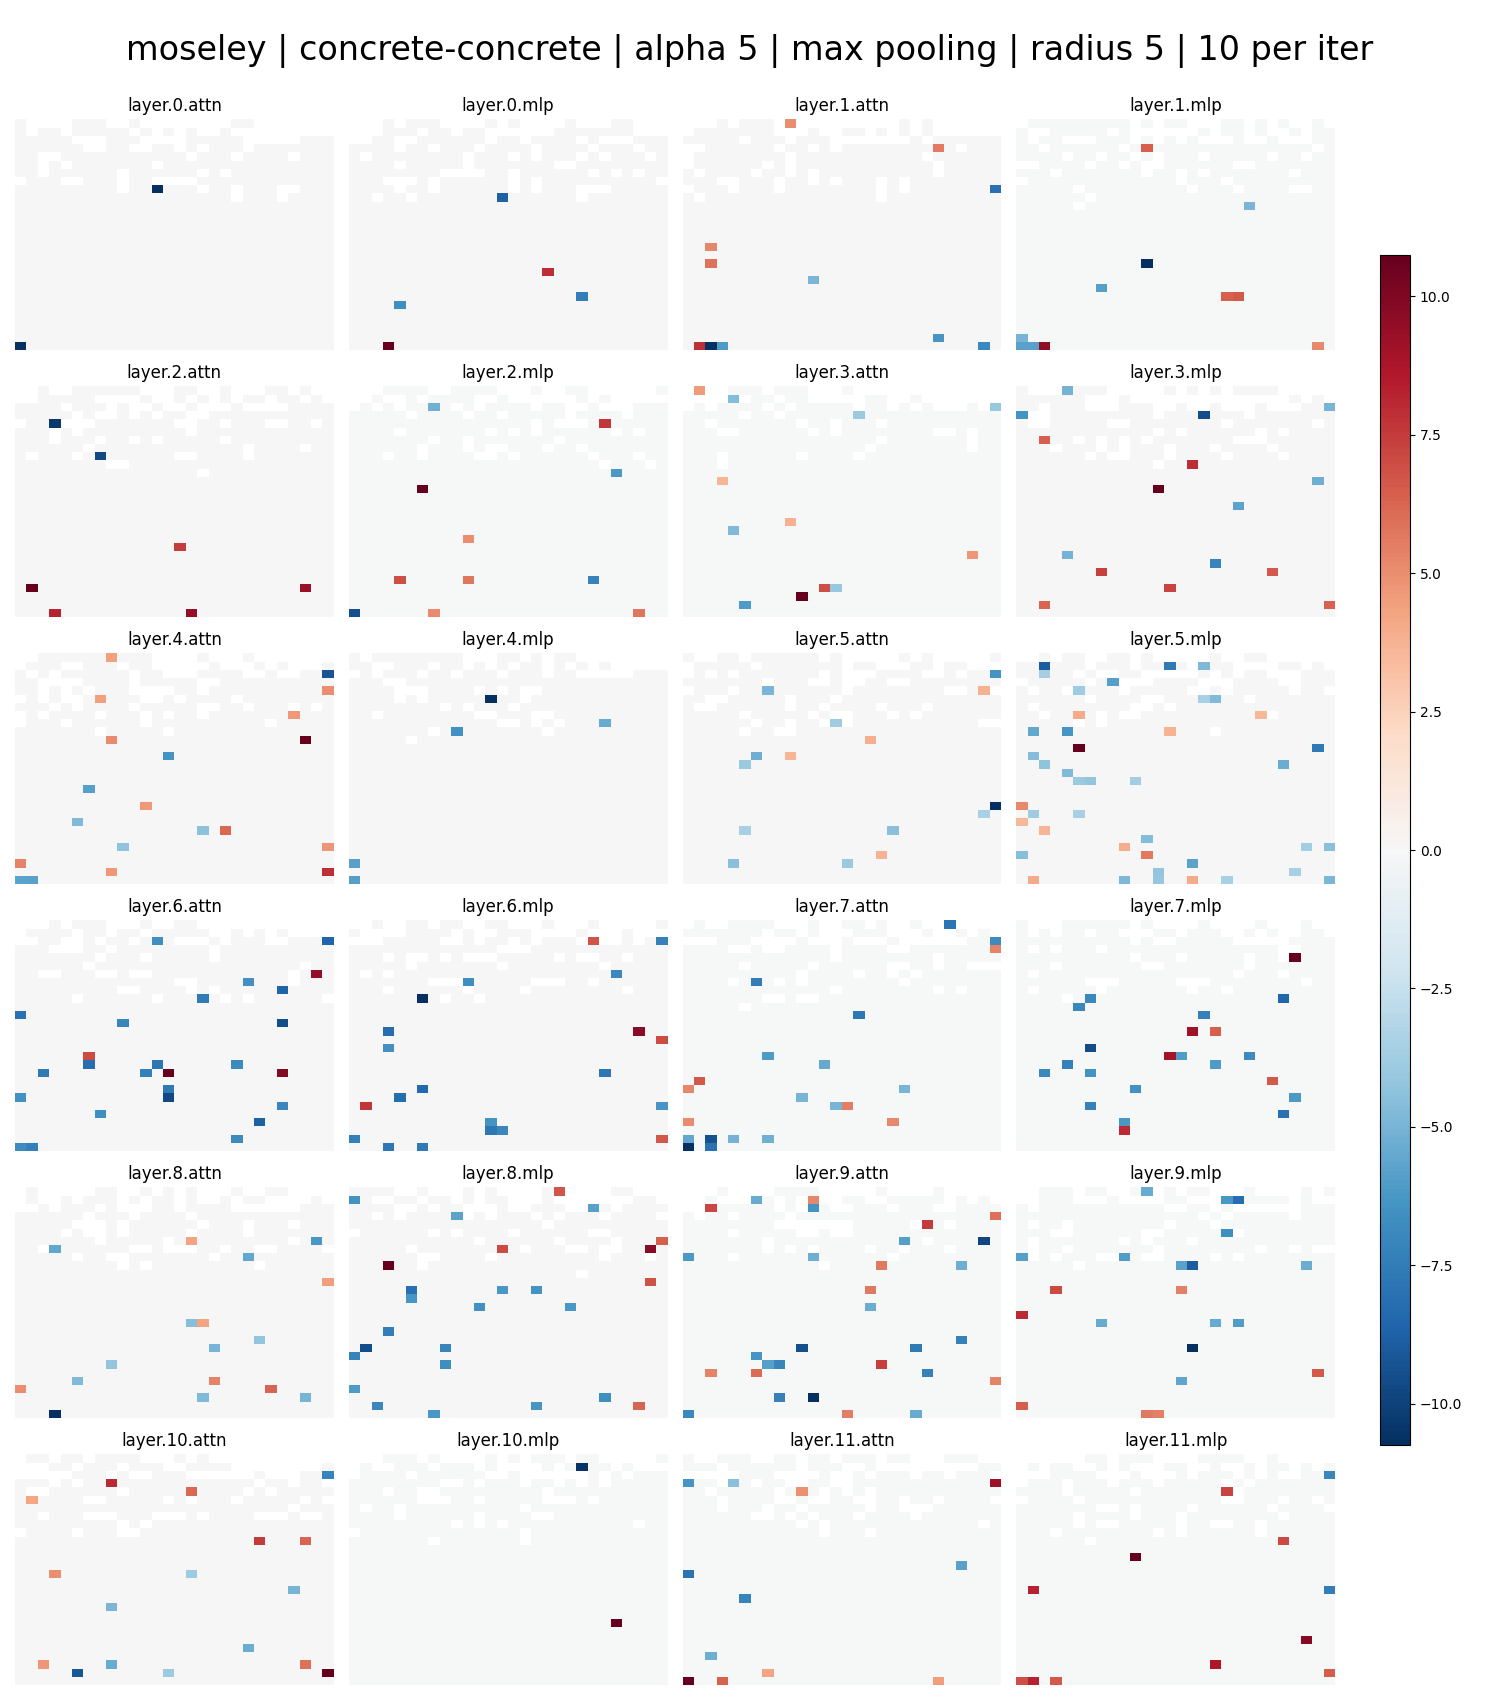 moseley | concrete-concrete | alpha 5 | max pooling | radius 5 | 10 per iter
layer.0.attn
layer.0.mlp
layer.1.attn
layer.1.mlp
layer.2.attn
layer.2.mlp
layer.3.attn
layer.3.mlp
layer.4.attn
layer.4.mlp
layer.5.attn
layer.5.mlp
layer.6.attn
layer.6.mlp
layer.7.attn
layer.7.mlp
layer.8.attn
layer.8.mlp
layer.9.attn
layer.9.mlp
layer.10.attn
layer.10.mlp
layer.11.attn
layer.11.mlp
10.0
7.5
5.0
2.5
0.0
−2.5
−5.0
−7.5
−10.0